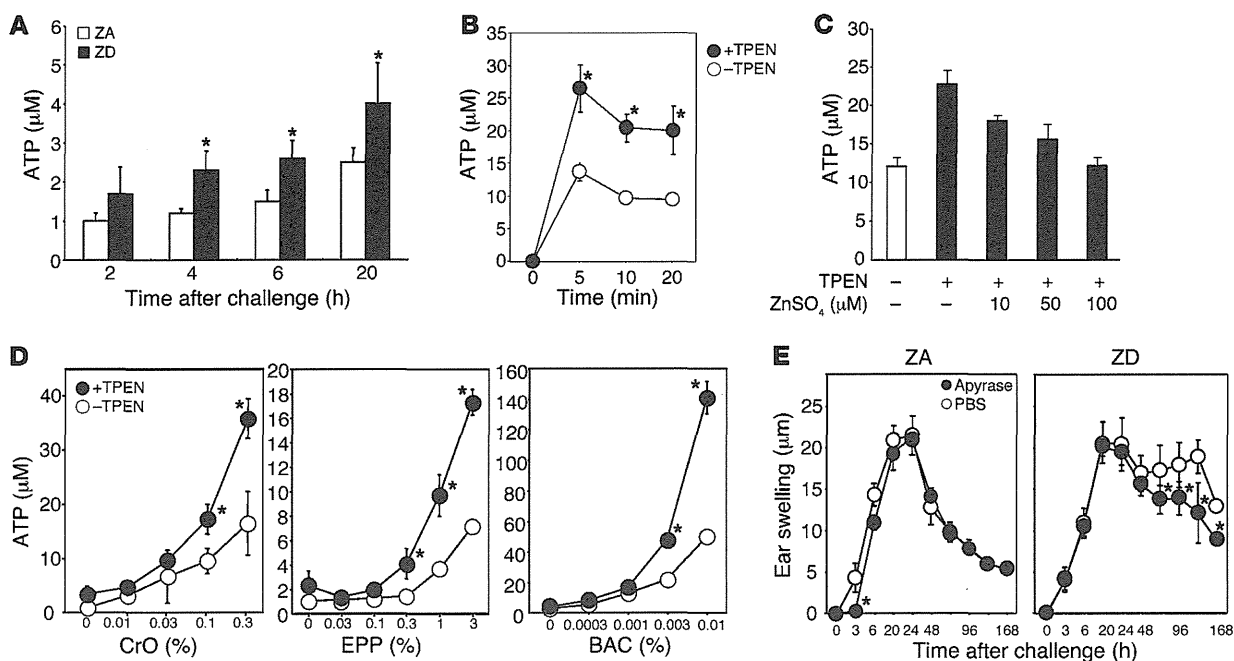 A
ZA
ZD
ATP (μM)
6
5
4
3
2
1
0
*
*
*
2 4 6 20
Time after challenge (h)
B
+TPEN
−TPEN
ATP (μM)
35
30
25
20
15
10
5
0
*
*
*
0 5 10 20
Time (min)
C
ATP (μM)
30
25
20
15
10
5
0
TPEN − + + + +
ZnSO4 (μM) − − 10 50 100
D
+TPEN
−TPEN
ATP (μM)
40
30
20
10
0
*
*
0 0.01 0.03 0.1 0.3
CrO (%)
20
18
16
14
12
10
8
6
4
2
0
*
*
*
0 0.03 0.1 0.3 1 3
EPP (%)
160
140
120
100
80
60
40
20
0
*
*
0 0.0003 0.001 0.003 0.01
BAC (%)
E
ZA
ZD
Apyrase
PBS
Ear swelling (μm)
25
20
15
10
5
0
*
0 3 6 20 24 48 96 168
*
*
*
*
0 3 6 20 24 48 96 168
Time after challenge (h)